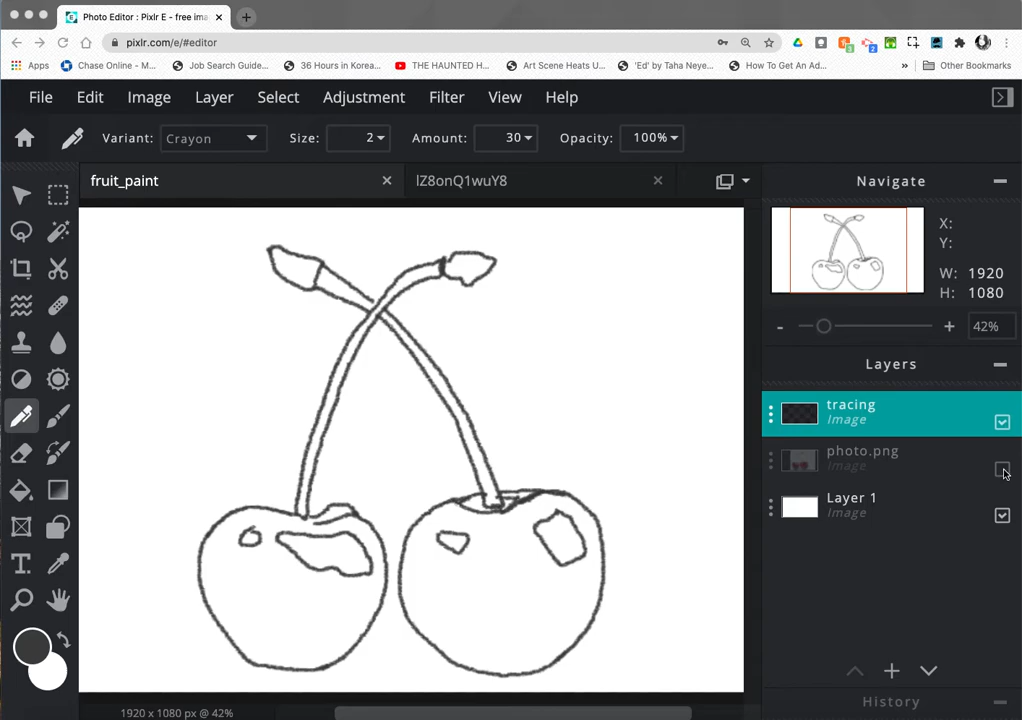 Photo Editor : Pixlr E - free ima
pixlr.com/e/#editor
3
2
Apps
Chase Online - M...
Job Search Guide...
36 Hours in Korea...
THE HAUNTED H...
Art Scene Heats U...
'Ed' by Taha Neye...
How To Get An Ad...
»
Other Bookmarks
File Edit Image Layer Select Adjustment Filter View Help
Variant: Crayon Size: 2 Amount: 30 Opacity: 100%
fruit_paint
lZ8onQ1wuY8
Navigate
X:
Y:
W: 1920
H: 1080
42%
Layers
tracing
Image
photo.png
Image
Layer 1
Image
T
History
1920 x 1080 px @ 42%